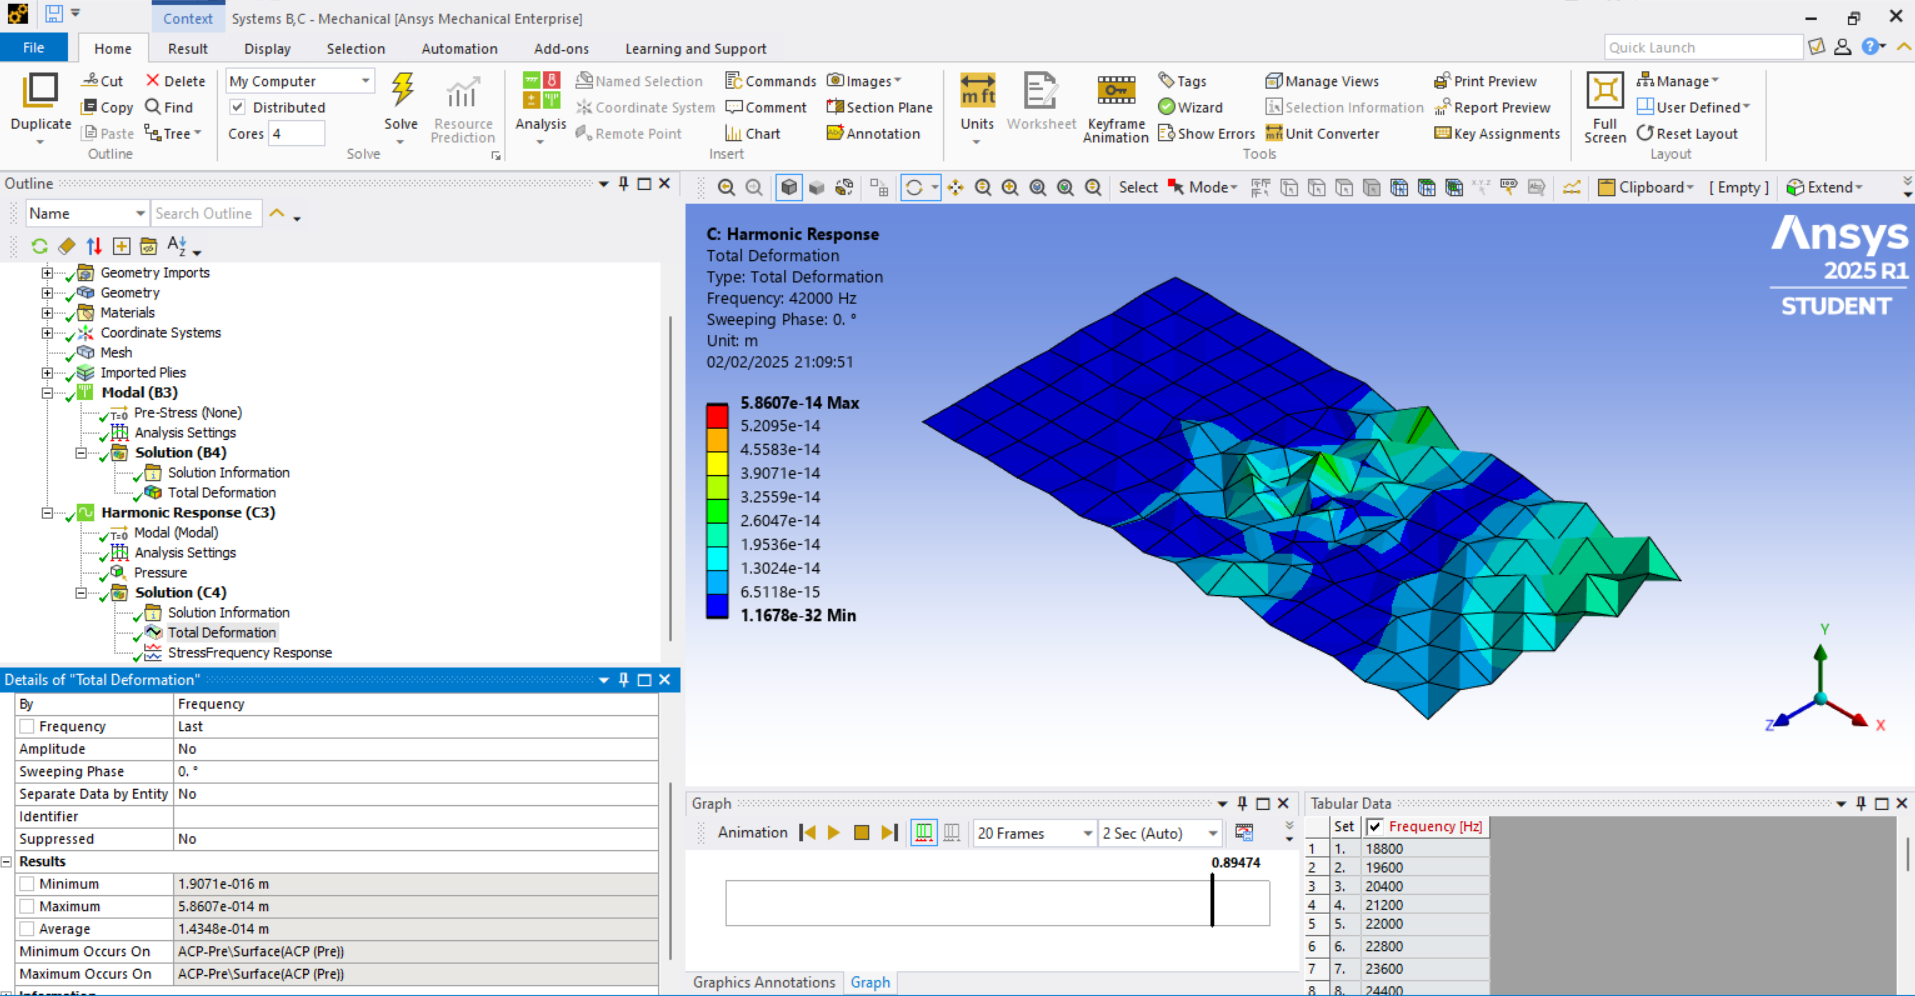 Context
Systems B,C - Mechanical [Ansys Mechanical Enterprise]
File
Home
Result
Display
Selection
Automation
Add-ons
Learning and Support
Quick Launch
Duplicate
Cut
Copy
Paste
Delete
Find
Tree
Outline
My Computer
Distributed
Cores 4
Solve
Resource Prediction
Solve
Analysis
Named Selection
Coordinate System
Remote Point
Commands
Comment
Chart
Images
Section Plane
Annotation
Insert
mft
Units
Worksheet
Keyframe Animation
Tags
Wizard
Show Errors
Manage Views
Selection Information
Unit Converter
Print Preview
Report Preview
Key Assignments
Tools
Full Screen
Manage
User Defined
Reset Layout
Layout
Outline
Name
Search Outline
Geometry Imports
Geometry
Materials
Coordinate Systems
Mesh
Imported Plies
Modal (B3)
Pre-Stress (None)
Analysis Settings
Solution (B4)
Solution Information
Total Deformation
Harmonic Response (C3)
Modal (Modal)
Analysis Settings
Pressure
Solution (C4)
Solution Information
Total Deformation
StressFrequency Response
Details of "Total Deformation"
By Frequency
Frequency Last
Amplitude No
Sweeping Phase 0. °
Separate Data by Entity No
Identifier
Suppressed No
Results
Minimum 1.9071e-016 m
Maximum 5.8607e-014 m
Average 1.4348e-014 m
Minimum Occurs On ACP-Pre\Surface(ACP (Pre))
Maximum Occurs On ACP-Pre\Surface(ACP (Pre))
Information
Select
Mode
Clipboard
[ Empty ]
Extend
C: Harmonic Response
Total Deformation
Type: Total Deformation
Frequency: 42000 Hz
Sweeping Phase: 0. °
Unit: m
02/02/2025 21:09:51
5.8607e-14 Max
5.2095e-14
4.5583e-14
3.9071e-14
3.2559e-14
2.6047e-14
1.9536e-14
1.3024e-14
6.5118e-15
1.1678e-32 Min
Ansys
2025 R1
STUDENT
Y
Z
X
Graph
Animation
20 Frames
2 Sec (Auto)
0.89474
Graphics Annotations
Graph
Tabular Data
Set Frequency [Hz]
1 1. 18800
2 2. 19600
3 3. 20400
4 4. 21200
5 5. 22000
6 6. 22800
7 7. 23600
8 8. 24400